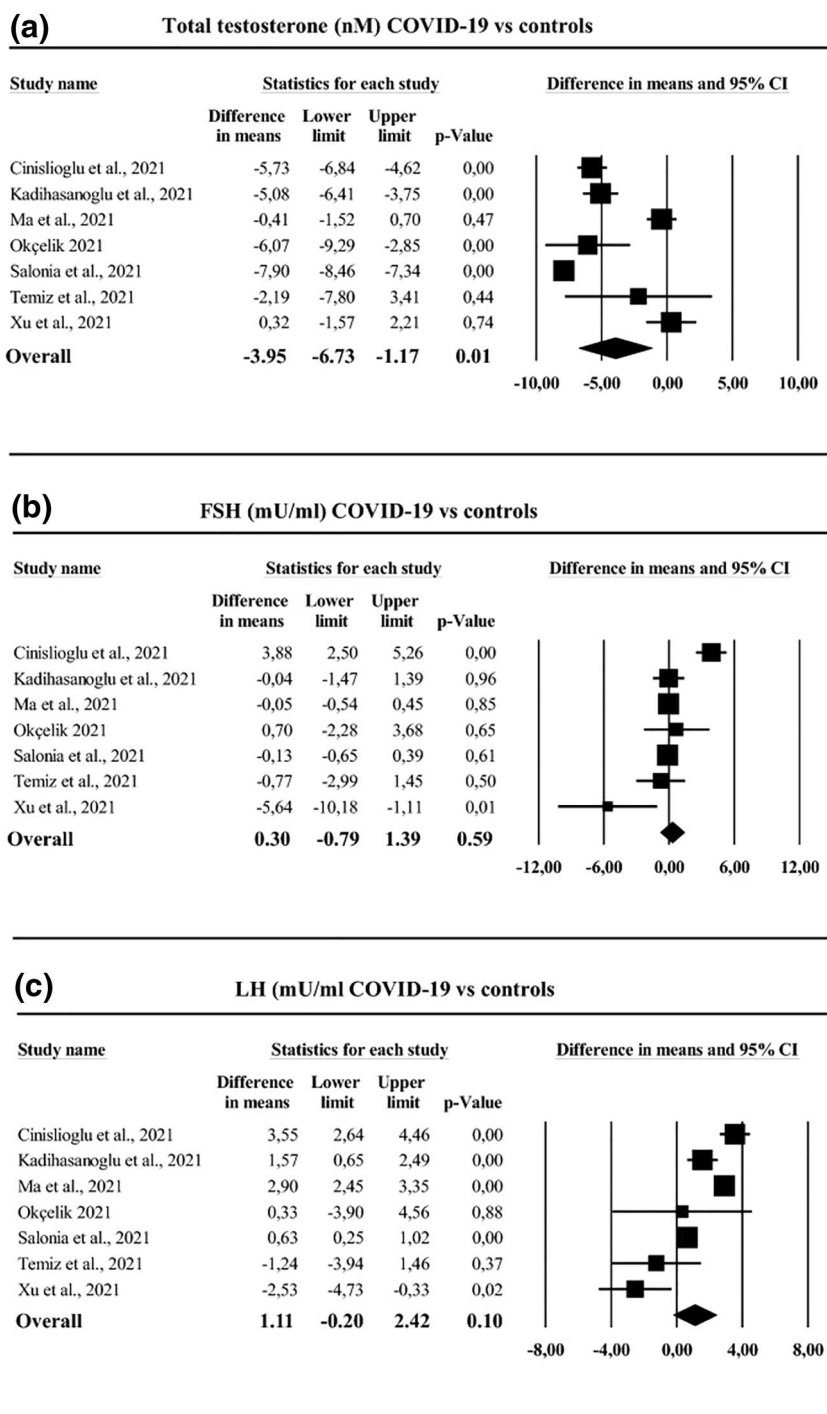 (a) Total testosterone (nM) COVID-19 vs controls
Study name Statistics for each study Difference in means and 95% CI
Difference Lower Upper
in means limit limit p-Value
Cinislioglu et al., 2021 -5,73 -6,84 -4,62 0,00
Kadihasanoglu et al., 2021 -5,08 -6,41 -3,75 0,00
Ma et al., 2021 -0,41 -1,52 0,70 0,47
Okçelik 2021 -6,07 -9,29 -2,85 0,00
Salonia et al., 2021 -7,90 -8,46 -7,34 0,00
Temiz et al., 2021 -2,19 -7,80 3,41 0,44
Xu et al., 2021 0,32 -1,57 2,21 0,74
Overall -3.95 -6.73 -1.17 0.01
-10,00 -5,00 0,00 5,00 10,00
(b) FSH (mU/ml) COVID-19 vs controls
Study name Statistics for each study Difference in means and 95% CI
Difference Lower Upper
in means limit limit p-Value
Cinislioglu et al., 2021 3,88 2,50 5,26 0,00
Kadihasanoglu et al., 2021 -0,04 -1,47 1,39 0,96
Ma et al., 2021 -0,05 -0,54 0,45 0,85
Okçelik 2021 0,70 -2,28 3,68 0,65
Salonia et al., 2021 -0,13 -0,65 0,39 0,61
Temiz et al., 2021 -0,77 -2,99 1,45 0,50
Xu et al., 2021 -5,64 -10,18 -1,11 0,01
Overall 0.30 -0.79 1.39 0.59
-12,00 -6,00 0,00 6,00 12,00
(c) LH (mU/ml COVID-19 vs controls
Study name Statistics for each study Difference in means and 95% CI
Difference Lower Upper
in means limit limit p-Value
Cinislioglu et al., 2021 3,55 2,64 4,46 0,00
Kadihasanoglu et al., 2021 1,57 0,65 2,49 0,00
Ma et al., 2021 2,90 2,45 3,35 0,00
Okçelik 2021 0,33 -3,90 4,56 0,88
Salonia et al., 2021 0,63 0,25 1,02 0,00
Temiz et al., 2021 -1,24 -3,94 1,46 0,37
Xu et al., 2021 -2,53 -4,73 -0,33 0,02
Overall 1.11 -0.20 2.42 0.10
-8,00 -4,00 0,00 4,00 8,00